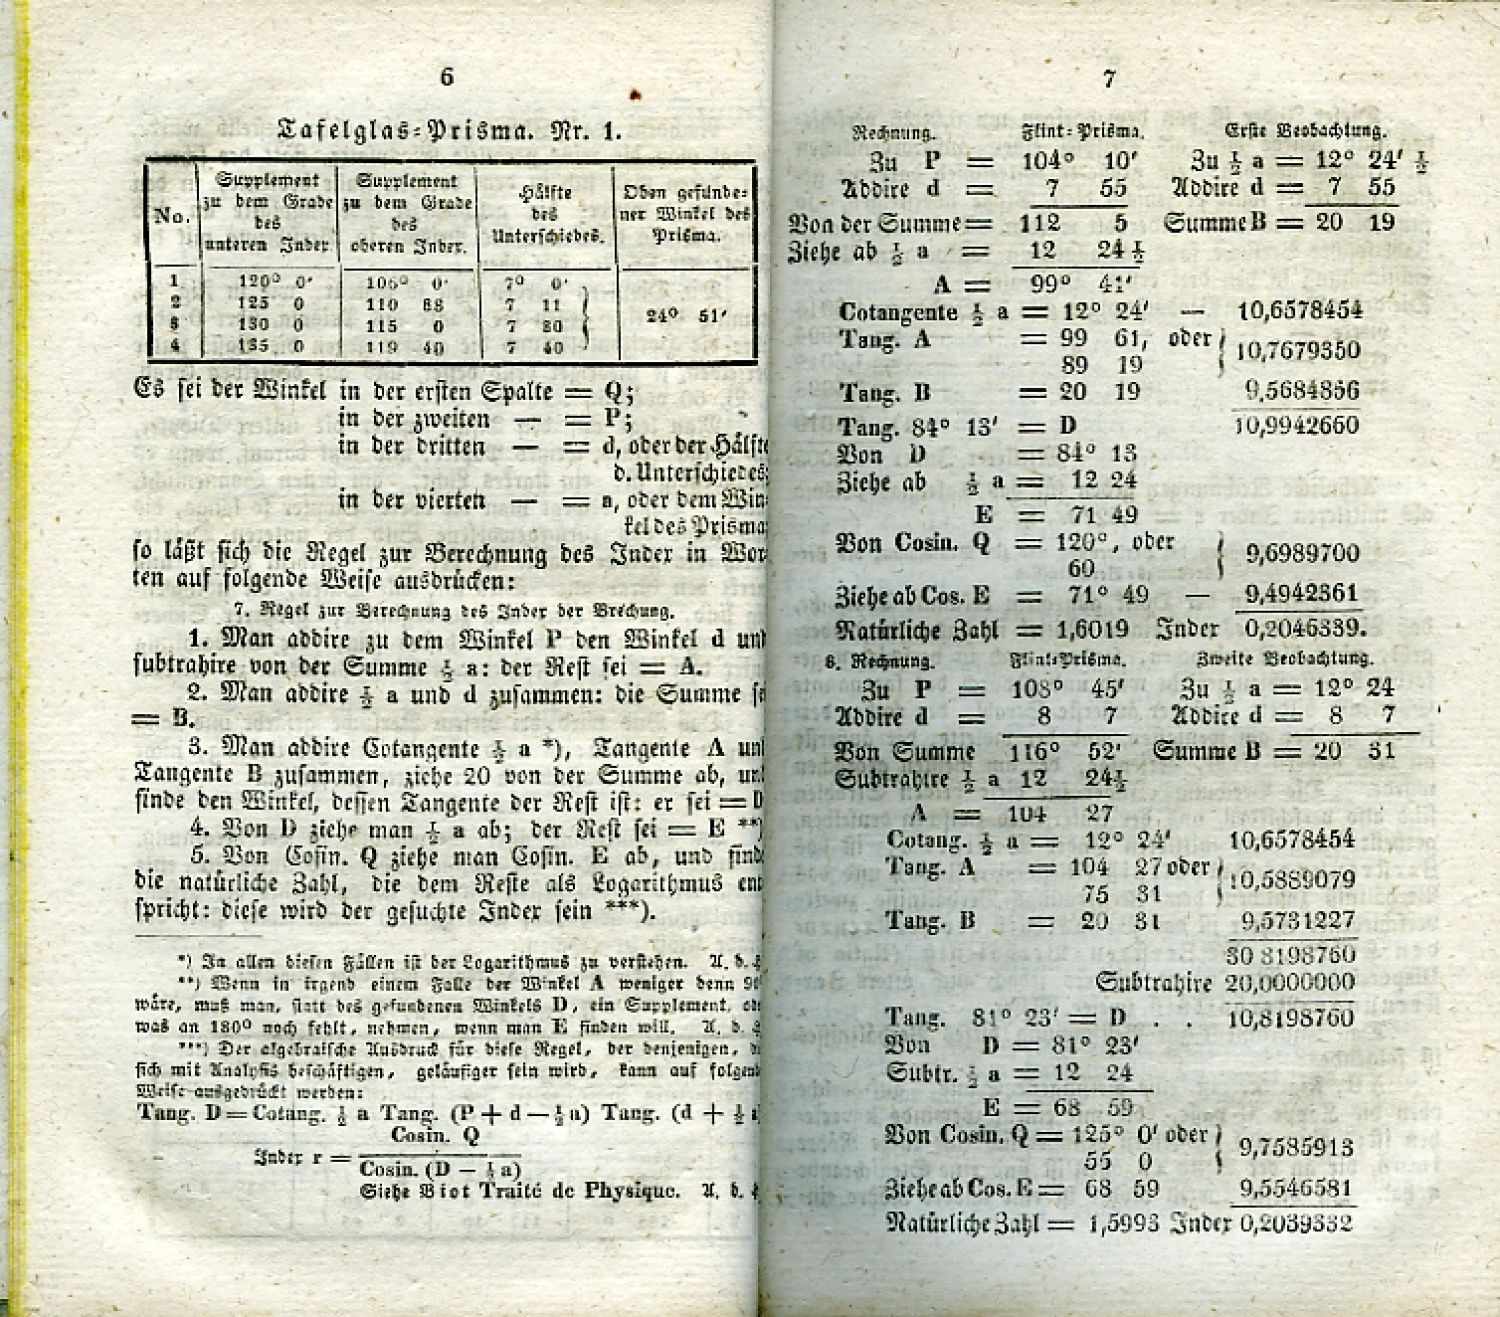 6
Tafelglas-Prisma. Nr. 1.
No. | Supplement zu dem Grade des unteren Index. | Supplement zu dem Grade des oberen Index. | Hälfte des Unterschiedes. | Oben gefundener Winkel des Prisma.
1 | 120° 0' | 106° 0' | 7° 0' | 24° 51'
2 | 125 0 | 110 38 | 7 11
3 | 130 0 | 115 0 | 7 30
4 | 135 0 | 119 40 | 7 40
Es sei der Winkel in der ersten Spalte = Q;
in der zweiten — = P;
in der dritten — = d, oder der Hälfte
d. Unterschiedes;
in der vierten — = a, oder dem Win-
kel des Prisma
so läßt sich die Regel zur Berechnung des Index in Wor-
ten auf folgende Weise ausdrücken:
7. Regel zur Berechnung des Index der Brechung.
1. Man addire zu dem Winkel P den Winkel d und
subtrahire von der Summe ½ a: der Rest sei = A.
2. Man addire ½ a und d zusammen: die Summe sei
= B.
3. Man addire Cotangente ½ a *), Tangente A und
Tangente B zusammen, ziehe 20 von der Summe ab, und
finde den Winkel, dessen Tangente der Rest ist: er sei = D
4. Von D ziehe man ½ a ab; der Rest sei = E **)
5. Von Cosin. Q ziehe man Cosin. E ab, und finde
die natürliche Zahl, die dem Reste als Logarithmus ent
spricht: diese wird der gesuchte Index sein ***).
*) In allen diesen Fällen ist der Logarithmus zu verstehen. A. d.
**) Wenn in irgend einem Falle der Winkel A weniger denn 90
wäre, muß man, statt des gefundenen Winkels D, ein Supplement, oder
was an 180° noch fehlt, nehmen, wenn man E finden will. A. d.
***) Der algebraische Ausdruck für diese Regel, der denjenigen, die
sich mit Analysis beschäftigen, geläufiger sein wird, kann auf folgende
Weise ausgedrückt werden:
Tang. D = Cotang. ½ a Tang. (P + d — ½ a) Tang. (d + ½ a
Cosin. Q
Index r =
Cosin. (D — ½ a)
Siehe Biot Traité de Physique. A. d.
7
Rechnung. Flint-Prisma. Erste Beobachtung.
Zu P = 104° 10' Zu ½ a = 12° 24' ½
Addire d = 7 55 Addire d = 7 55
Von der Summe = 112 5 Summe B = 20 19
Ziehe ab ½ a = 12 24 ½
A = 99° 41'
Cotangente ½ a = 12° 24' — 10,6578454
Tang. A = 99 61, oder } 10,7679350
89 19
Tang. B = 20 19 9,5684856
Tang. 84° 13' = D 10,9942660
Von D = 84° 13
Ziehe ab ½ a = 12 24
E = 71 49
Von Cosin. Q = 120°, oder } 9,6989700
60
Ziehe ab Cos. E = 71° 49 — 9,4942361
Natürliche Zahl = 1,6019 Index 0,2046339.
8. Rechnung. Flint-Prisma. Zweite Beobachtung.
Zu P = 108° 45' Zu ½ a = 12° 24
Addire d = 8 7 Addire d = 8 7
Von Summe 116° 52' Summe B = 20 31
Subtrahire ½ a 12 24½
A = 104 27
Cotang. ½ a = 12° 24' 10,6578454
Tang. A = 104 27 oder } 10,5889079
75 31
Tang. B = 20 31 9,5731227
30 8198760
Subtrahire 20,0000000
Tang. 81° 23' = D . . 10,8198760
Von D = 81° 23'
Subtr. ½ a = 12 24
E = 68 59
Von Cosin. Q = 125° 0' oder } 9,7585913
55 0
Ziehe ab Cos. E = 68 59 9,5546581
Natürliche Zahl = 1,5993 Index 0,2039332